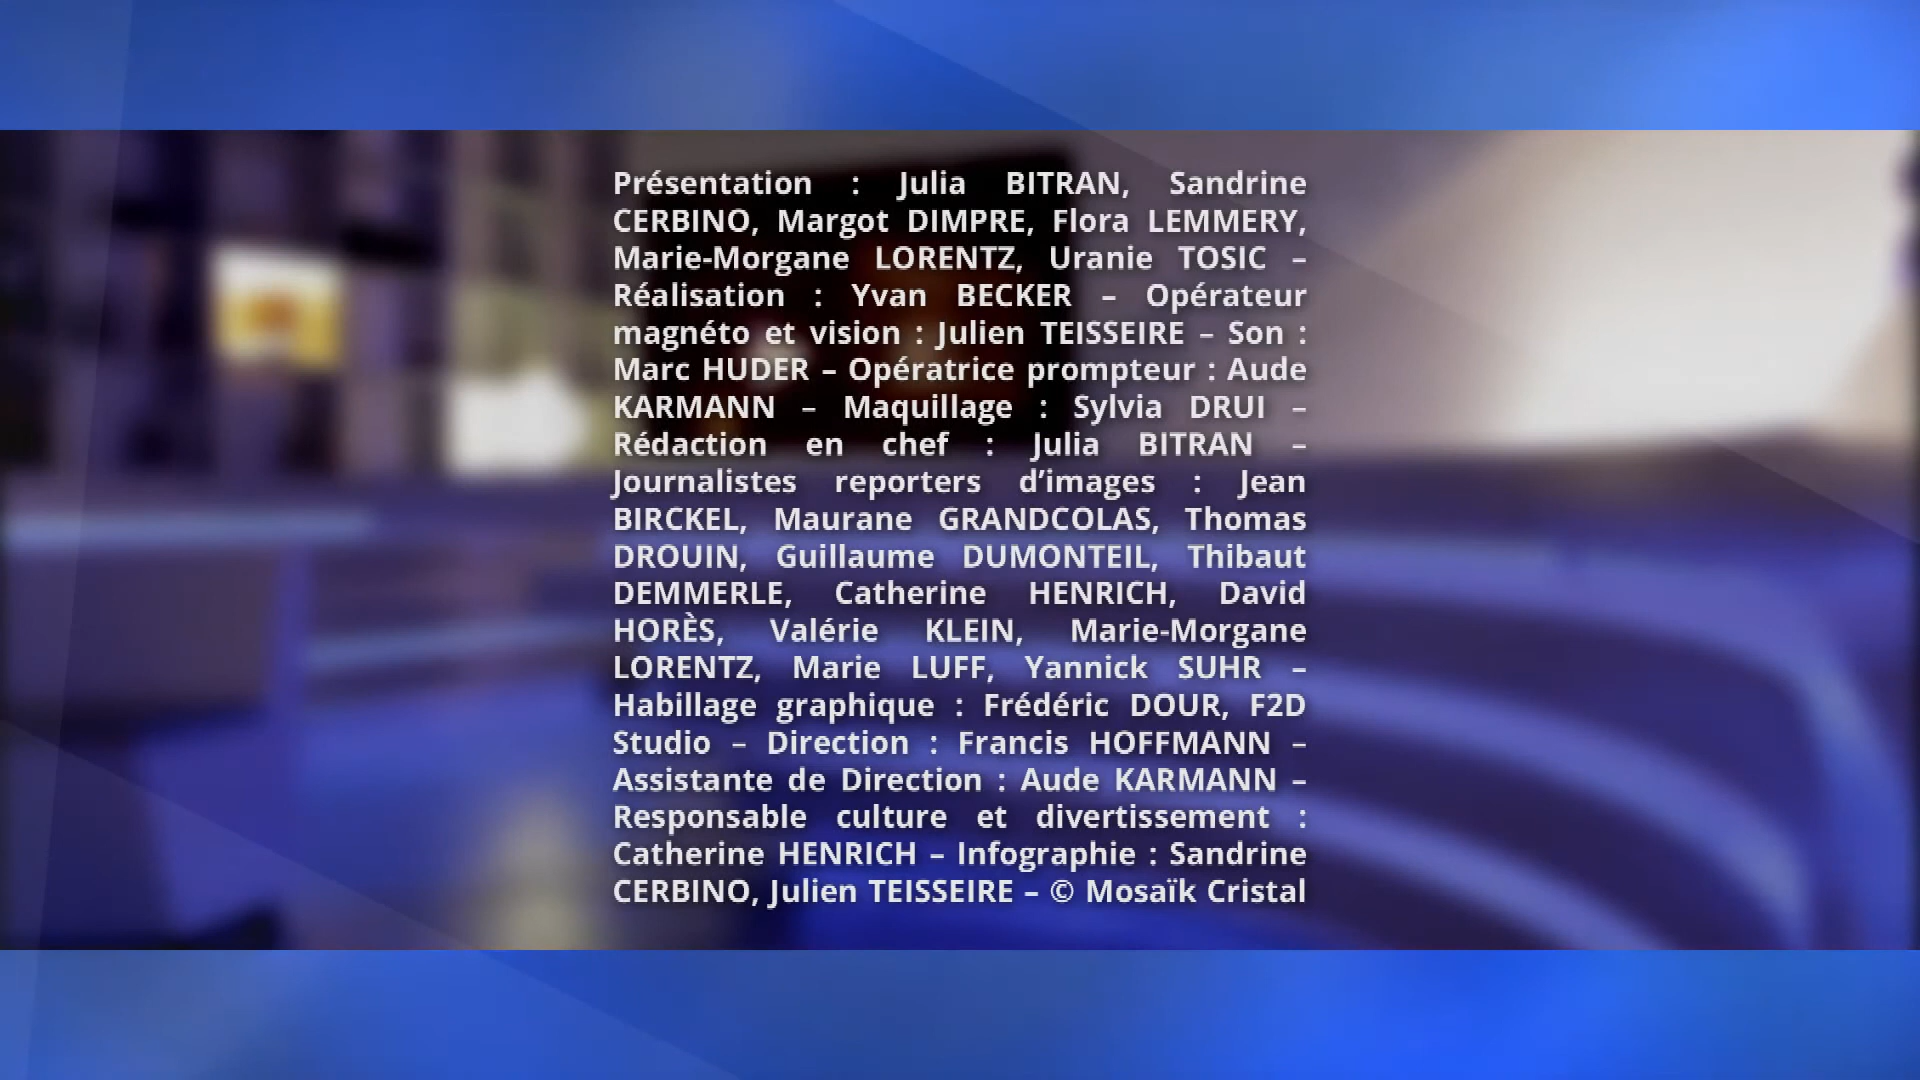 Présentation : Julia BITRAN, Sandrine
CERBINO, Margot DIMPRE, Flora LEMMERY,
Marie-Morgane LORENTZ, Uranie TOSIC –
Réalisation : Yvan BECKER – Opérateur
magnéto et vision : Julien TEISSEIRE – Son :
Marc HUDER – Opératrice prompteur : Aude
KARMANN – Maquillage : Sylvia DRUI –
Rédaction en chef : Julia BITRAN –
Journalistes reporters d’images : Jean
BIRCKEL, Maurane GRANDCOLAS, Thomas
DROUIN, Guillaume DUMONTEIL, Thibaut
DEMMERLE, Catherine HENRICH, David
HORÈS, Valérie KLEIN, Marie-Morgane
LORENTZ, Marie LUFF, Yannick SUHR –
Habillage graphique : Frédéric DOUR, F2D
Studio – Direction : Francis HOFFMANN –
Assistante de Direction : Aude KARMANN –
Responsable culture et divertissement :
Catherine HENRICH – Infographie : Sandrine
CERBINO, Julien TEISSEIRE – © Mosaïk Cristal